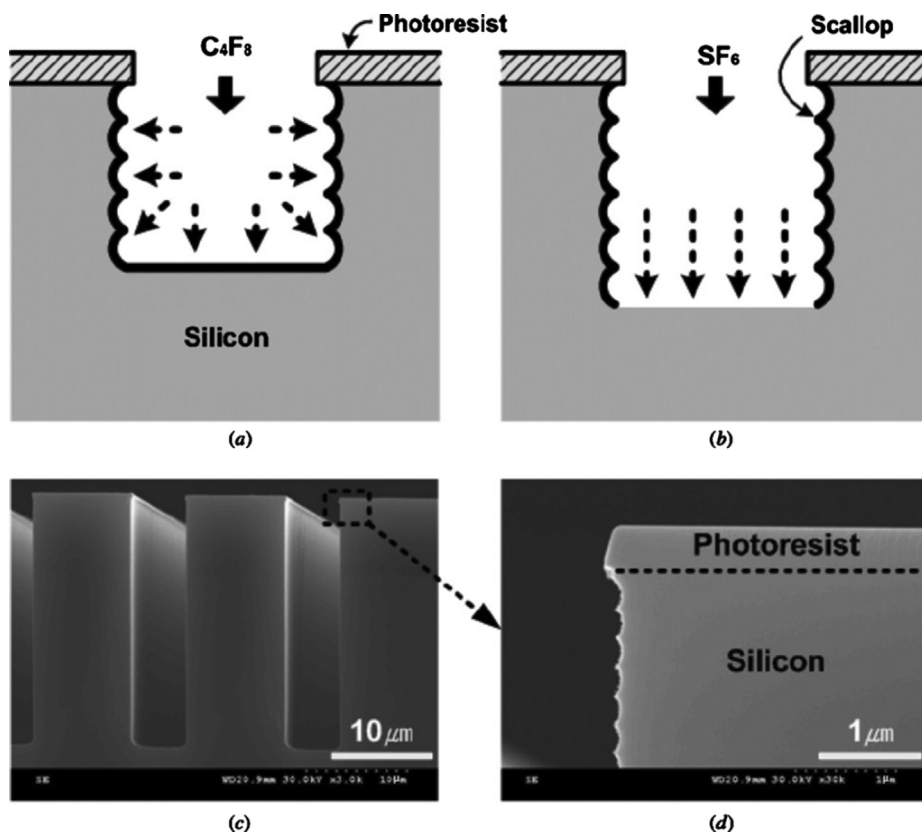 C₄F₈
Photoresist
SF₆
Scallop
Silicon
(a)
(b)
10 μm
SE
WD20.9mm 30.0kV x3.0k 10μm
Photoresist
Silicon
1 μm
SE
WD20.9mm 30.0kV x30k 1μm
(c)
(d)